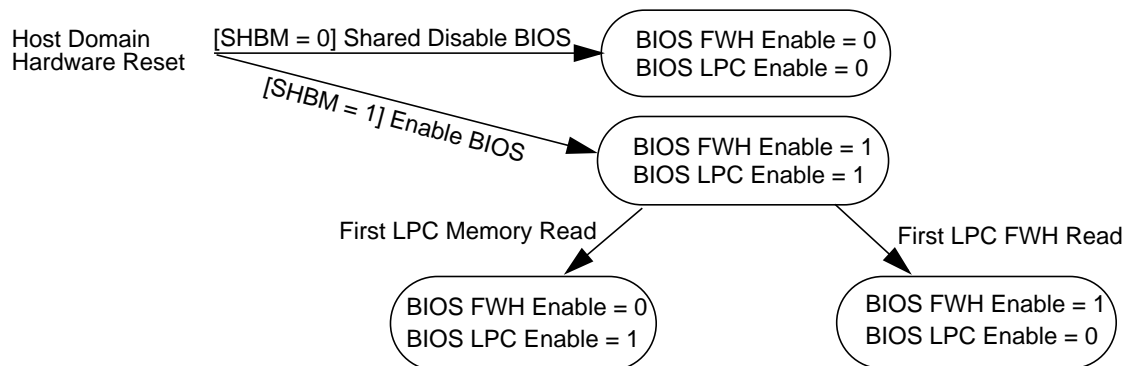 Host Domain
Hardware Reset
[SHBM = 0] Shared Disable BIOS
BIOS FWH Enable = 0
BIOS LPC Enable = 0
[SHBM = 1] Enable BIOS
BIOS FWH Enable = 1
BIOS LPC Enable = 1
First LPC Memory Read
First LPC FWH Read
BIOS FWH Enable = 0
BIOS LPC Enable = 1
BIOS FWH Enable = 1
BIOS LPC Enable = 0